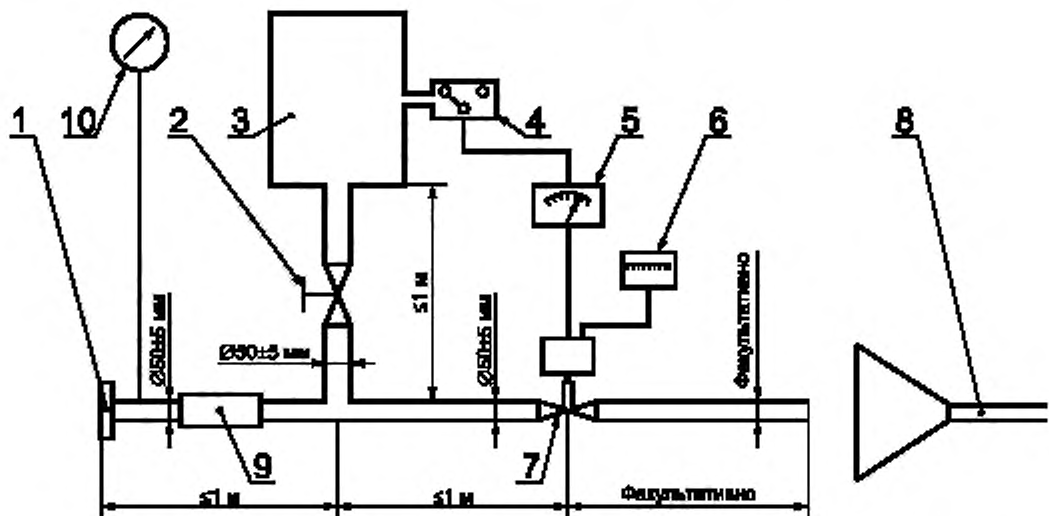 10
1
2
3
4
5
6
8
≤1 м
Ø50±5 мм
Ø50±5 мм
Ø50±5 мм
Факультативно
9
7
≤1 м
≤1 м
Факультативно